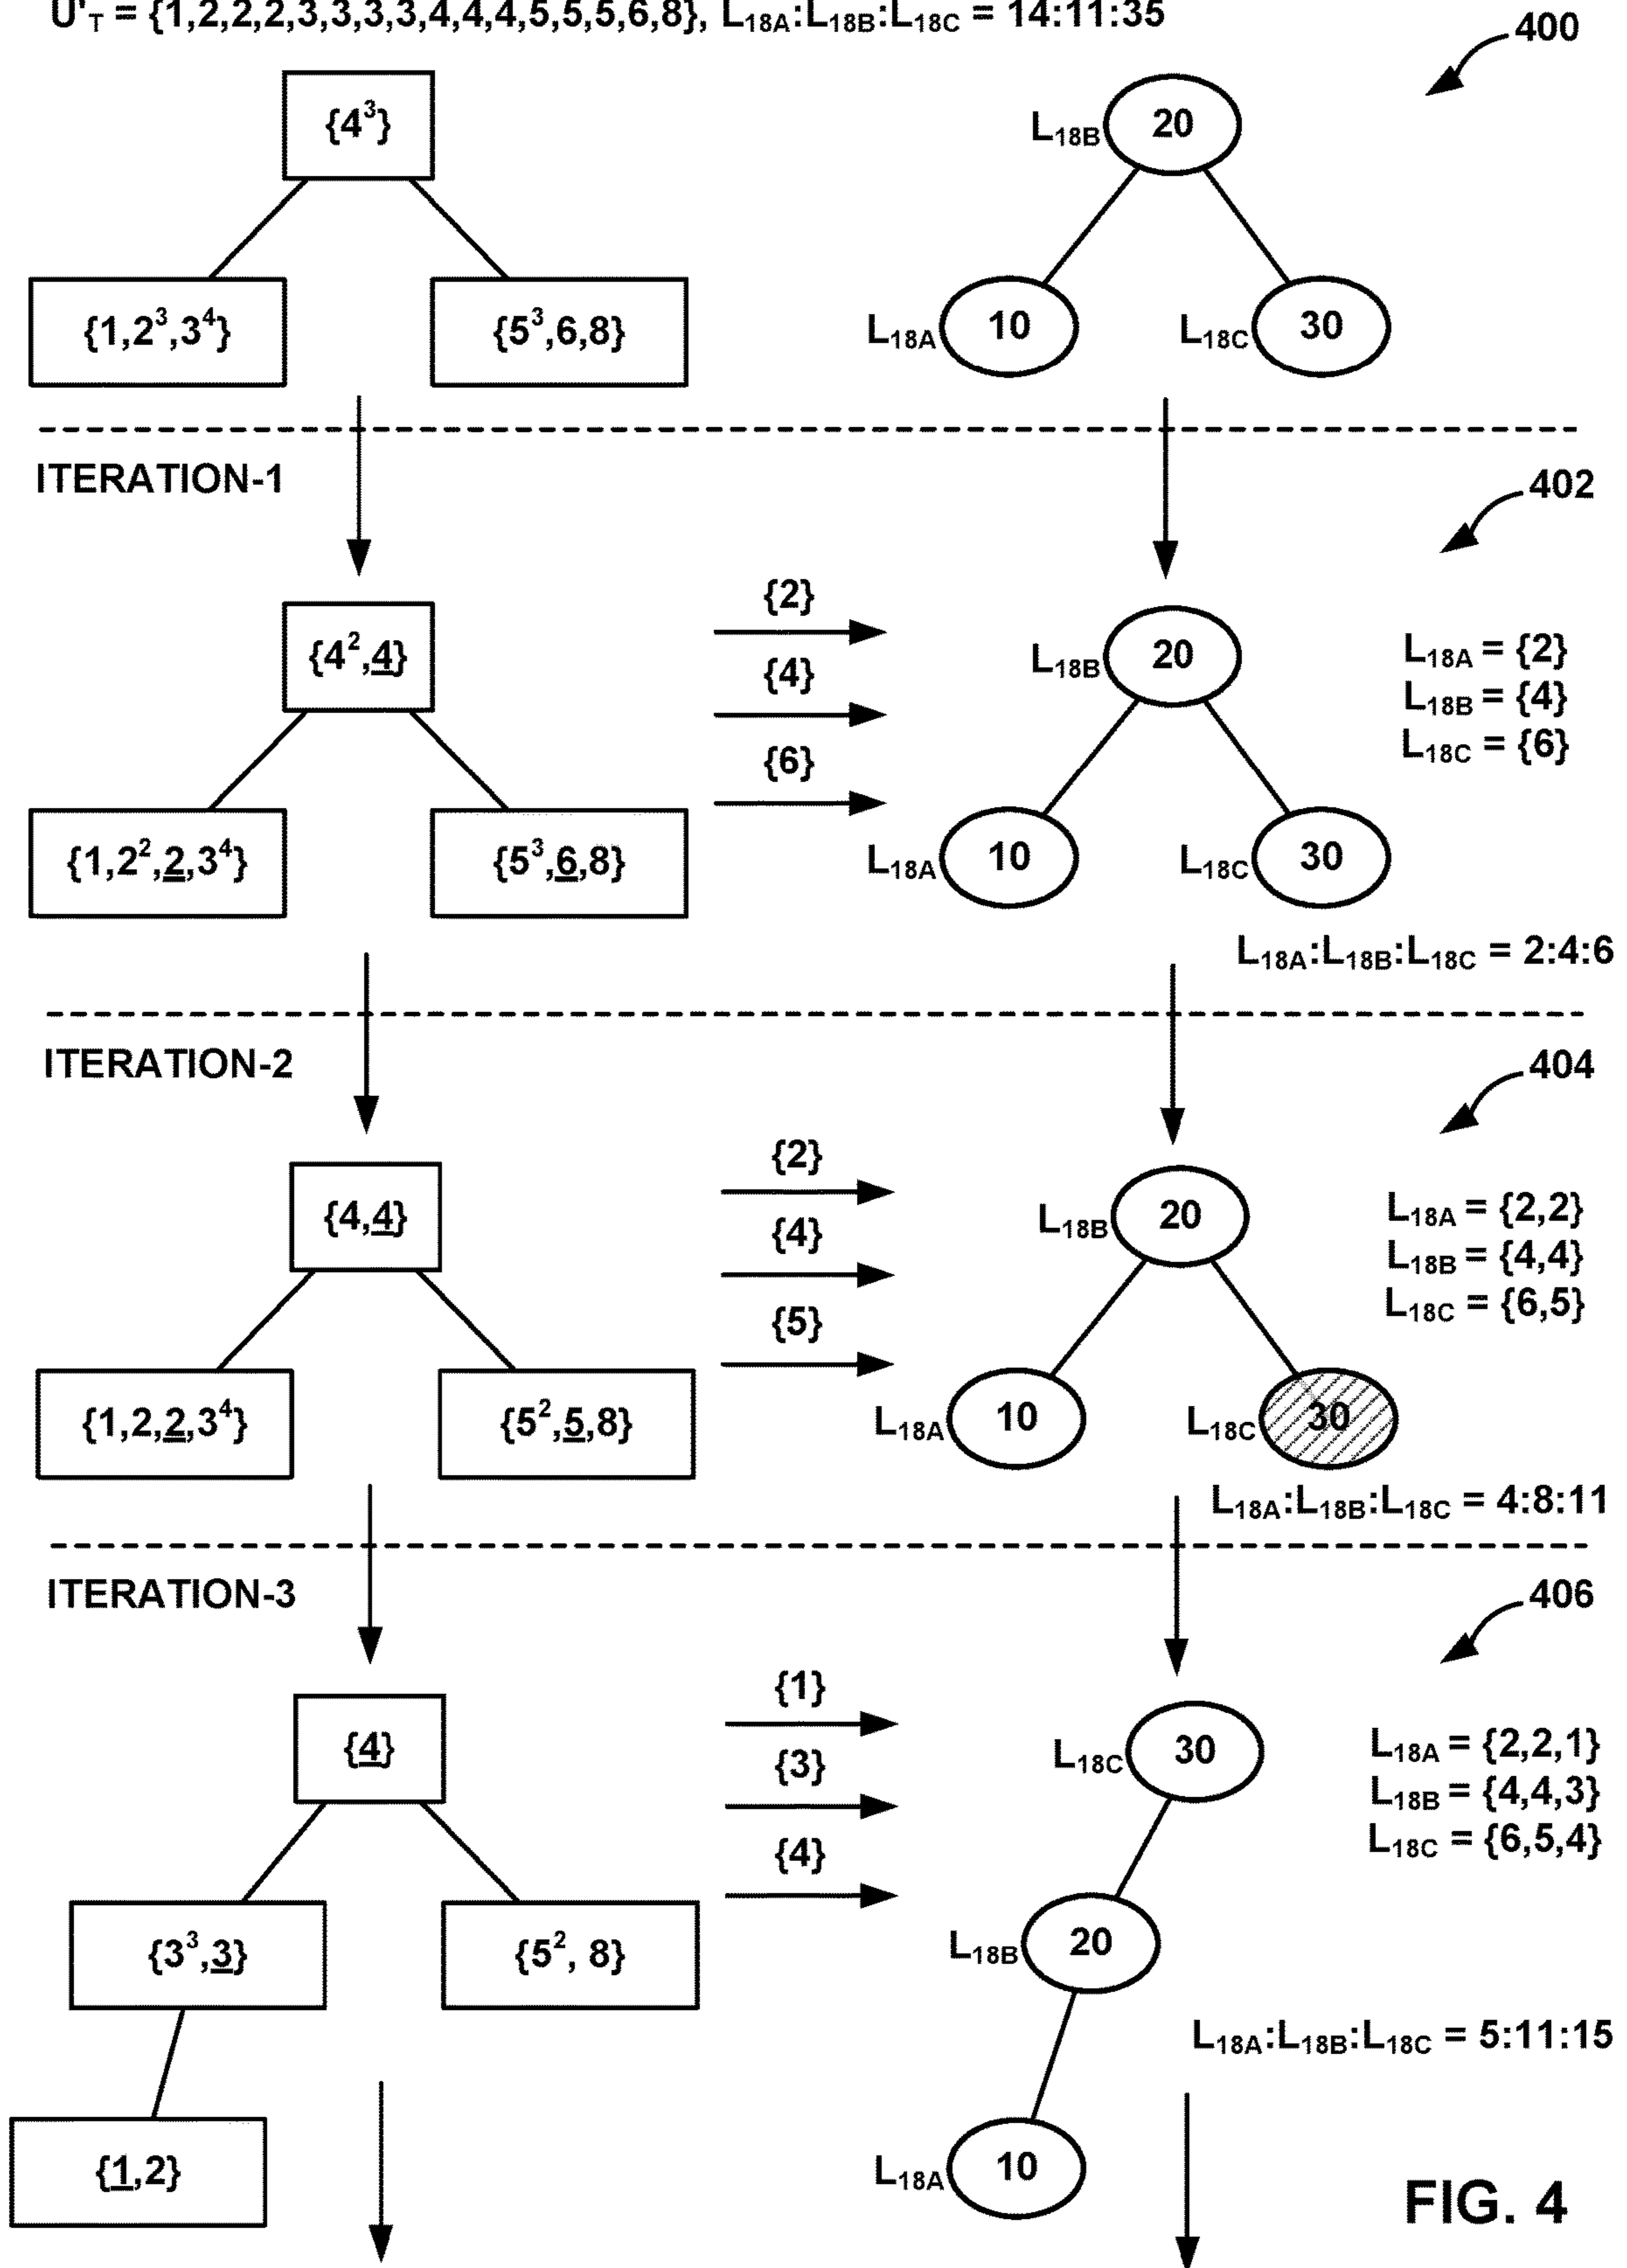 U'T = {1,2,2,2,3,3,3,3,4,4,4,5,5,5,6,8}, L18A:L18B:L18C = 14:11:35
400
{4³}
L18B 20
{1,2³,3⁴}
{5³,6,8}
L18A 10
L18C 30
ITERATION-1
402
{4²,4}
{2}
{4}
{6}
L18B 20
L18A = {2}
L18B = {4}
L18C = {6}
{1,2²,2,3⁴}
{5³,6,8}
L18A 10
L18C 30
L18A:L18B:L18C = 2:4:6
ITERATION-2
404
{4,4}
{2}
{4}
{5}
L18B 20
L18A = {2,2}
L18B = {4,4}
L18C = {6,5}
{1,2,2,3⁴}
{5²,5,8}
L18A 10
L18C 30
L18A:L18B:L18C = 4:8:11
ITERATION-3
406
{4}
{1}
{3}
{4}
L18C 30
L18A = {2,2,1}
L18B = {4,4,3}
L18C = {6,5,4}
{3³,3}
{5², 8}
L18B 20
L18A:L18B:L18C = 5:11:15
{1,2}
L18A 10
FIG. 4